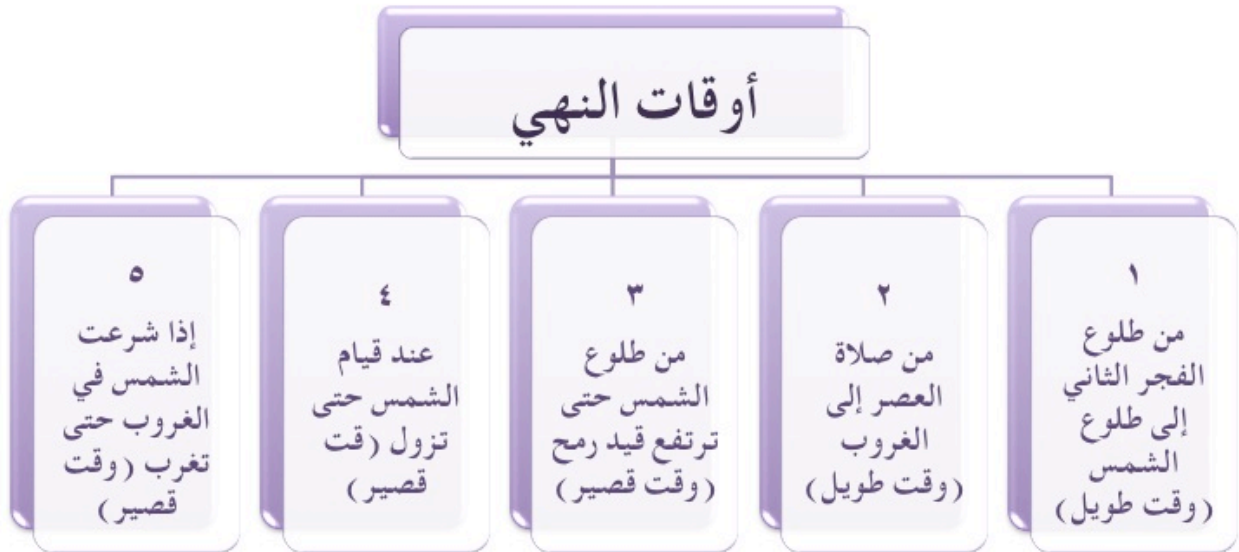 أوقات النهي
١
من طلوع
الفجر الثاني
إلى طلوع
الشمس
(وقت طويل)
٢
من صلاة
العصر إلى
الغروب
(وقت طويل)
٣
من طلوع
الشمس حتى
ترتفع قيد رمح
(وقت قصير)
٤
عند قيام
الشمس حتى
تزول (قت
قصير)
٥
إذا شرعت
الشمس في
الغروب حتى
تغرب (وقت
قصير)